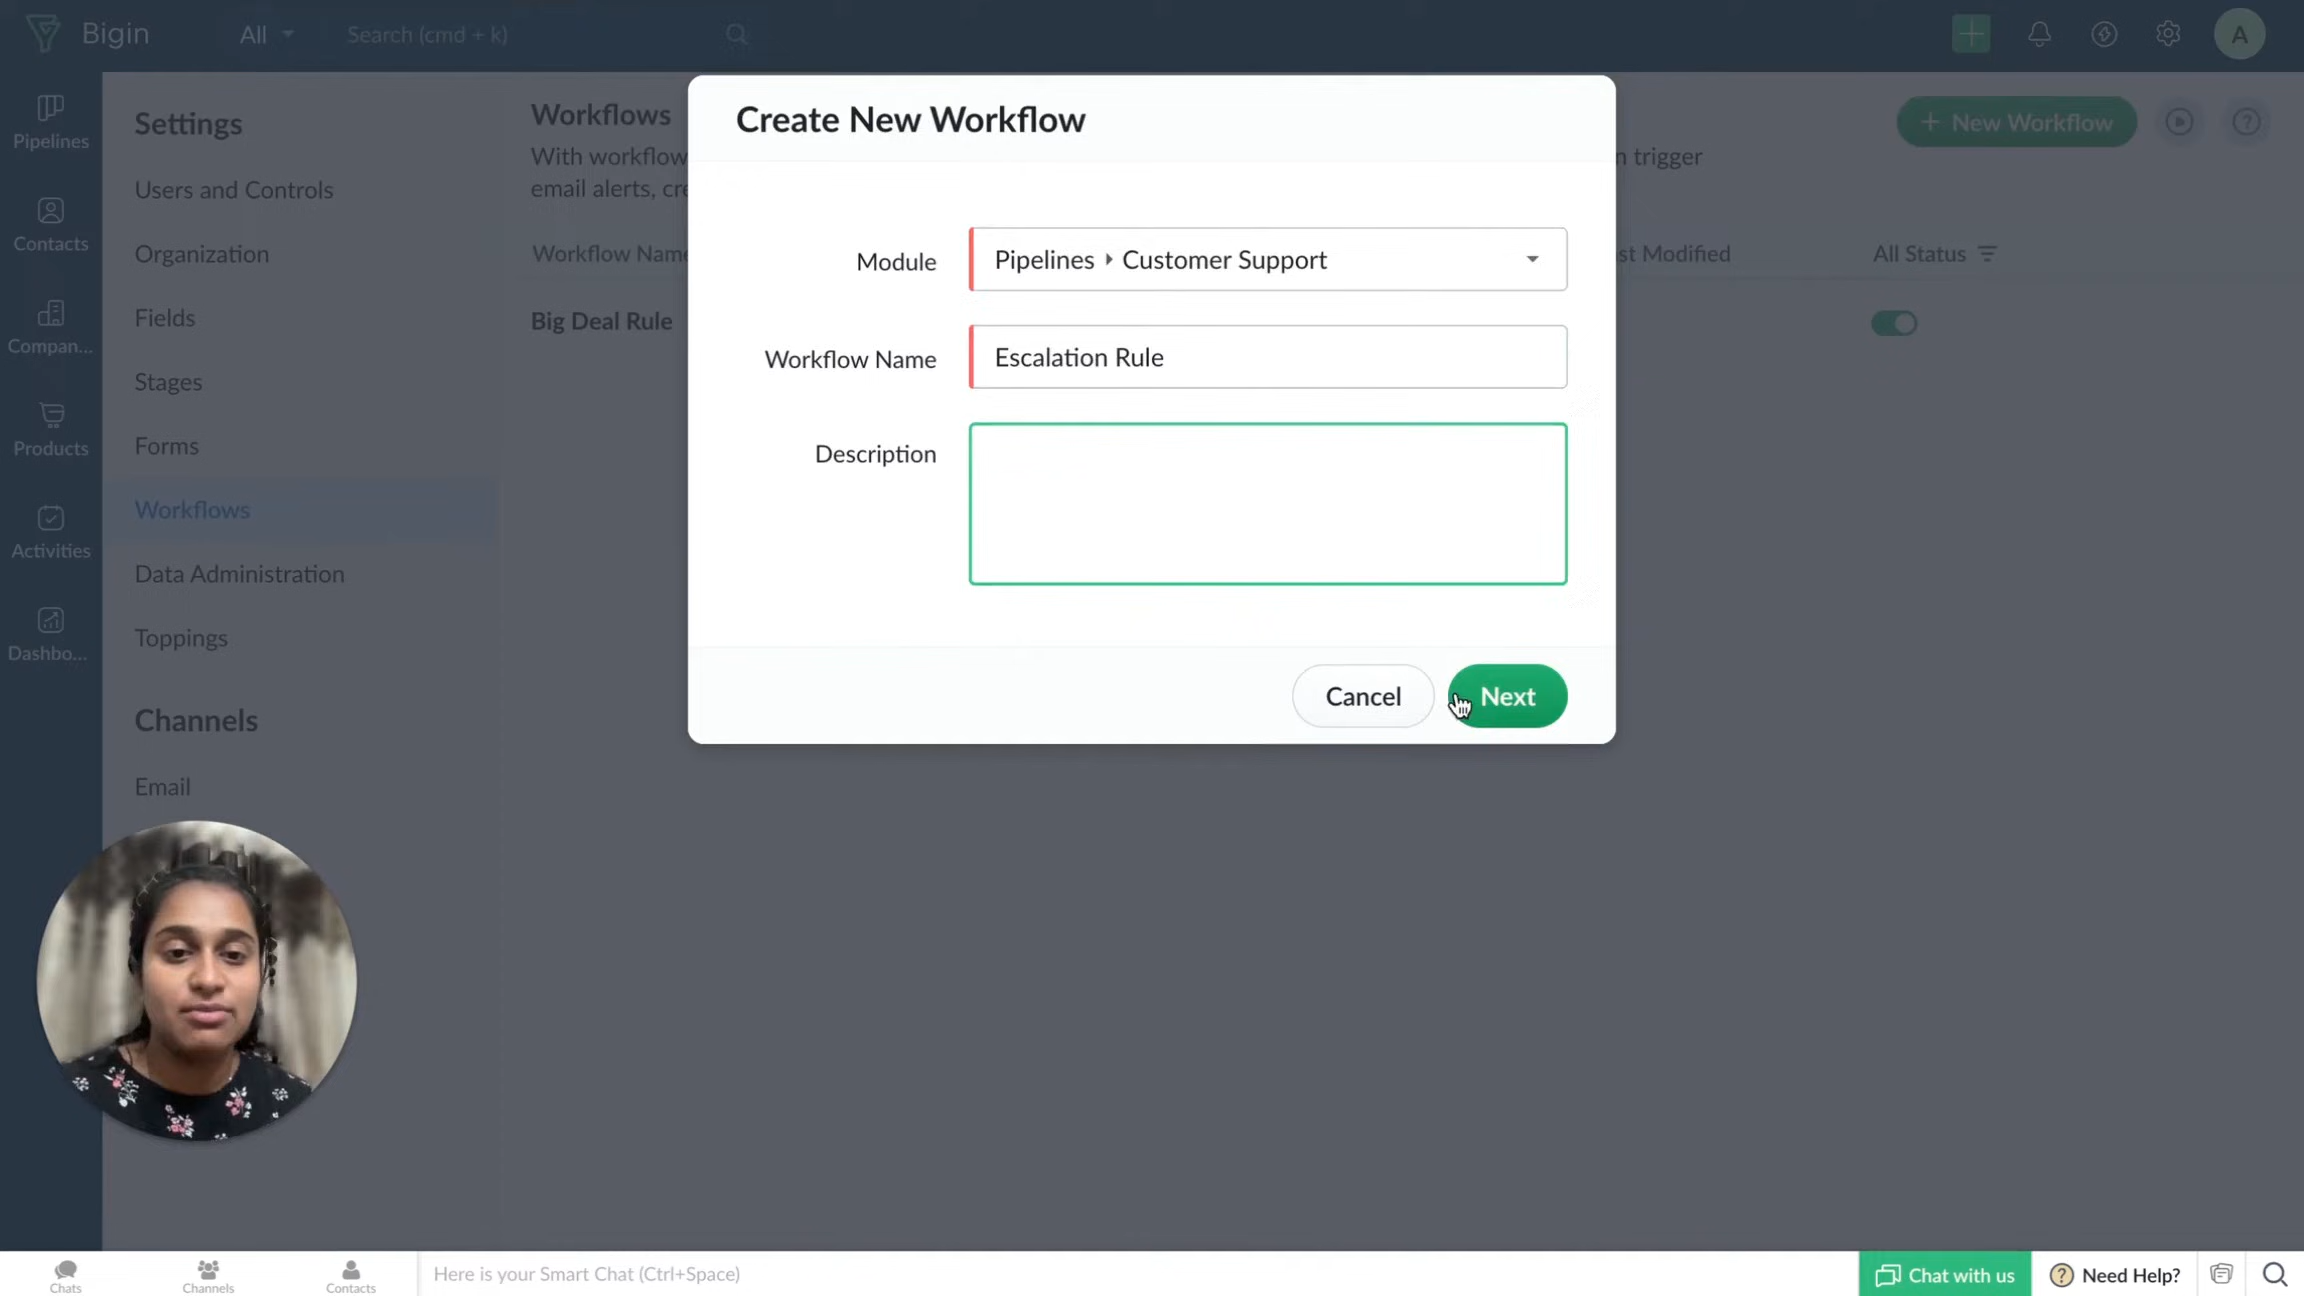 Bigin
All
Search (cmd + k)
A
Pipelines
Contacts
Compan...
Products
Activities
Dashbo...
Settings
Users and Controls
Organization
Fields
Stages
Forms
Workflows
Data Administration
Toppings
Channels
Email
Workflows
With workflow
n trigger
email alerts, cre
+ New Workflow
Workflow Name
st Modified
All Status
Big Deal Rule
Create New Workflow
Module
Pipelines
Customer Support
Workflow Name
Escalation Rule
Description
Cancel
Next
Chats
Channels
Contacts
Here is your Smart Chat (Ctrl+Space)
Chat with us
? Need Help?